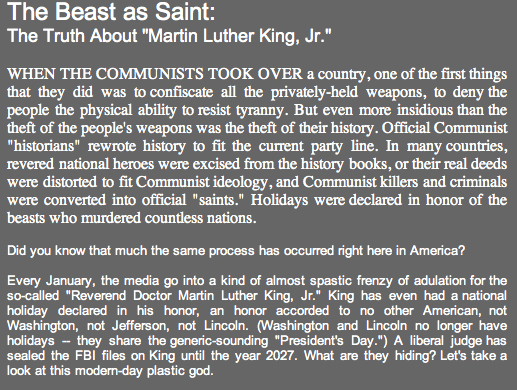 The Beast as Saint:
The Truth About "Martin Luther King, Jr."
WHEN THE COMMUNISTS TOOK OVER a country, one of the first things
that they did was to confiscate all the privately-held weapons, to deny the
people the physical ability to resist tyranny. But even more insidious than the
theft of the people's weapons was the theft of their history. Official Communist
"historians" rewrote history to fit the current party line. In many countries,
revered national heroes were excised from the history books, or their real deeds
were distorted to fit Communist ideology, and Communist killers and criminals
were converted into official "saints." Holidays were declared in honor of the
beasts who murdered countless nations.
Did you know that much the same process has occurred right here in America?
Every January, the media go into a kind of almost spastic frenzy of adulation for the
so-called "Reverend Doctor Martin Luther King, Jr." King has even had a national
holiday declared in his honor, an honor accorded to no other American, not
Washington, not Jefferson, not Lincoln. (Washington and Lincoln no longer have
holidays -- they share the generic-sounding "President's Day.") A liberal judge has
sealed the FBI files on King until the year 2027. What are they hiding? Let's take a
look at this modern-day plastic god.